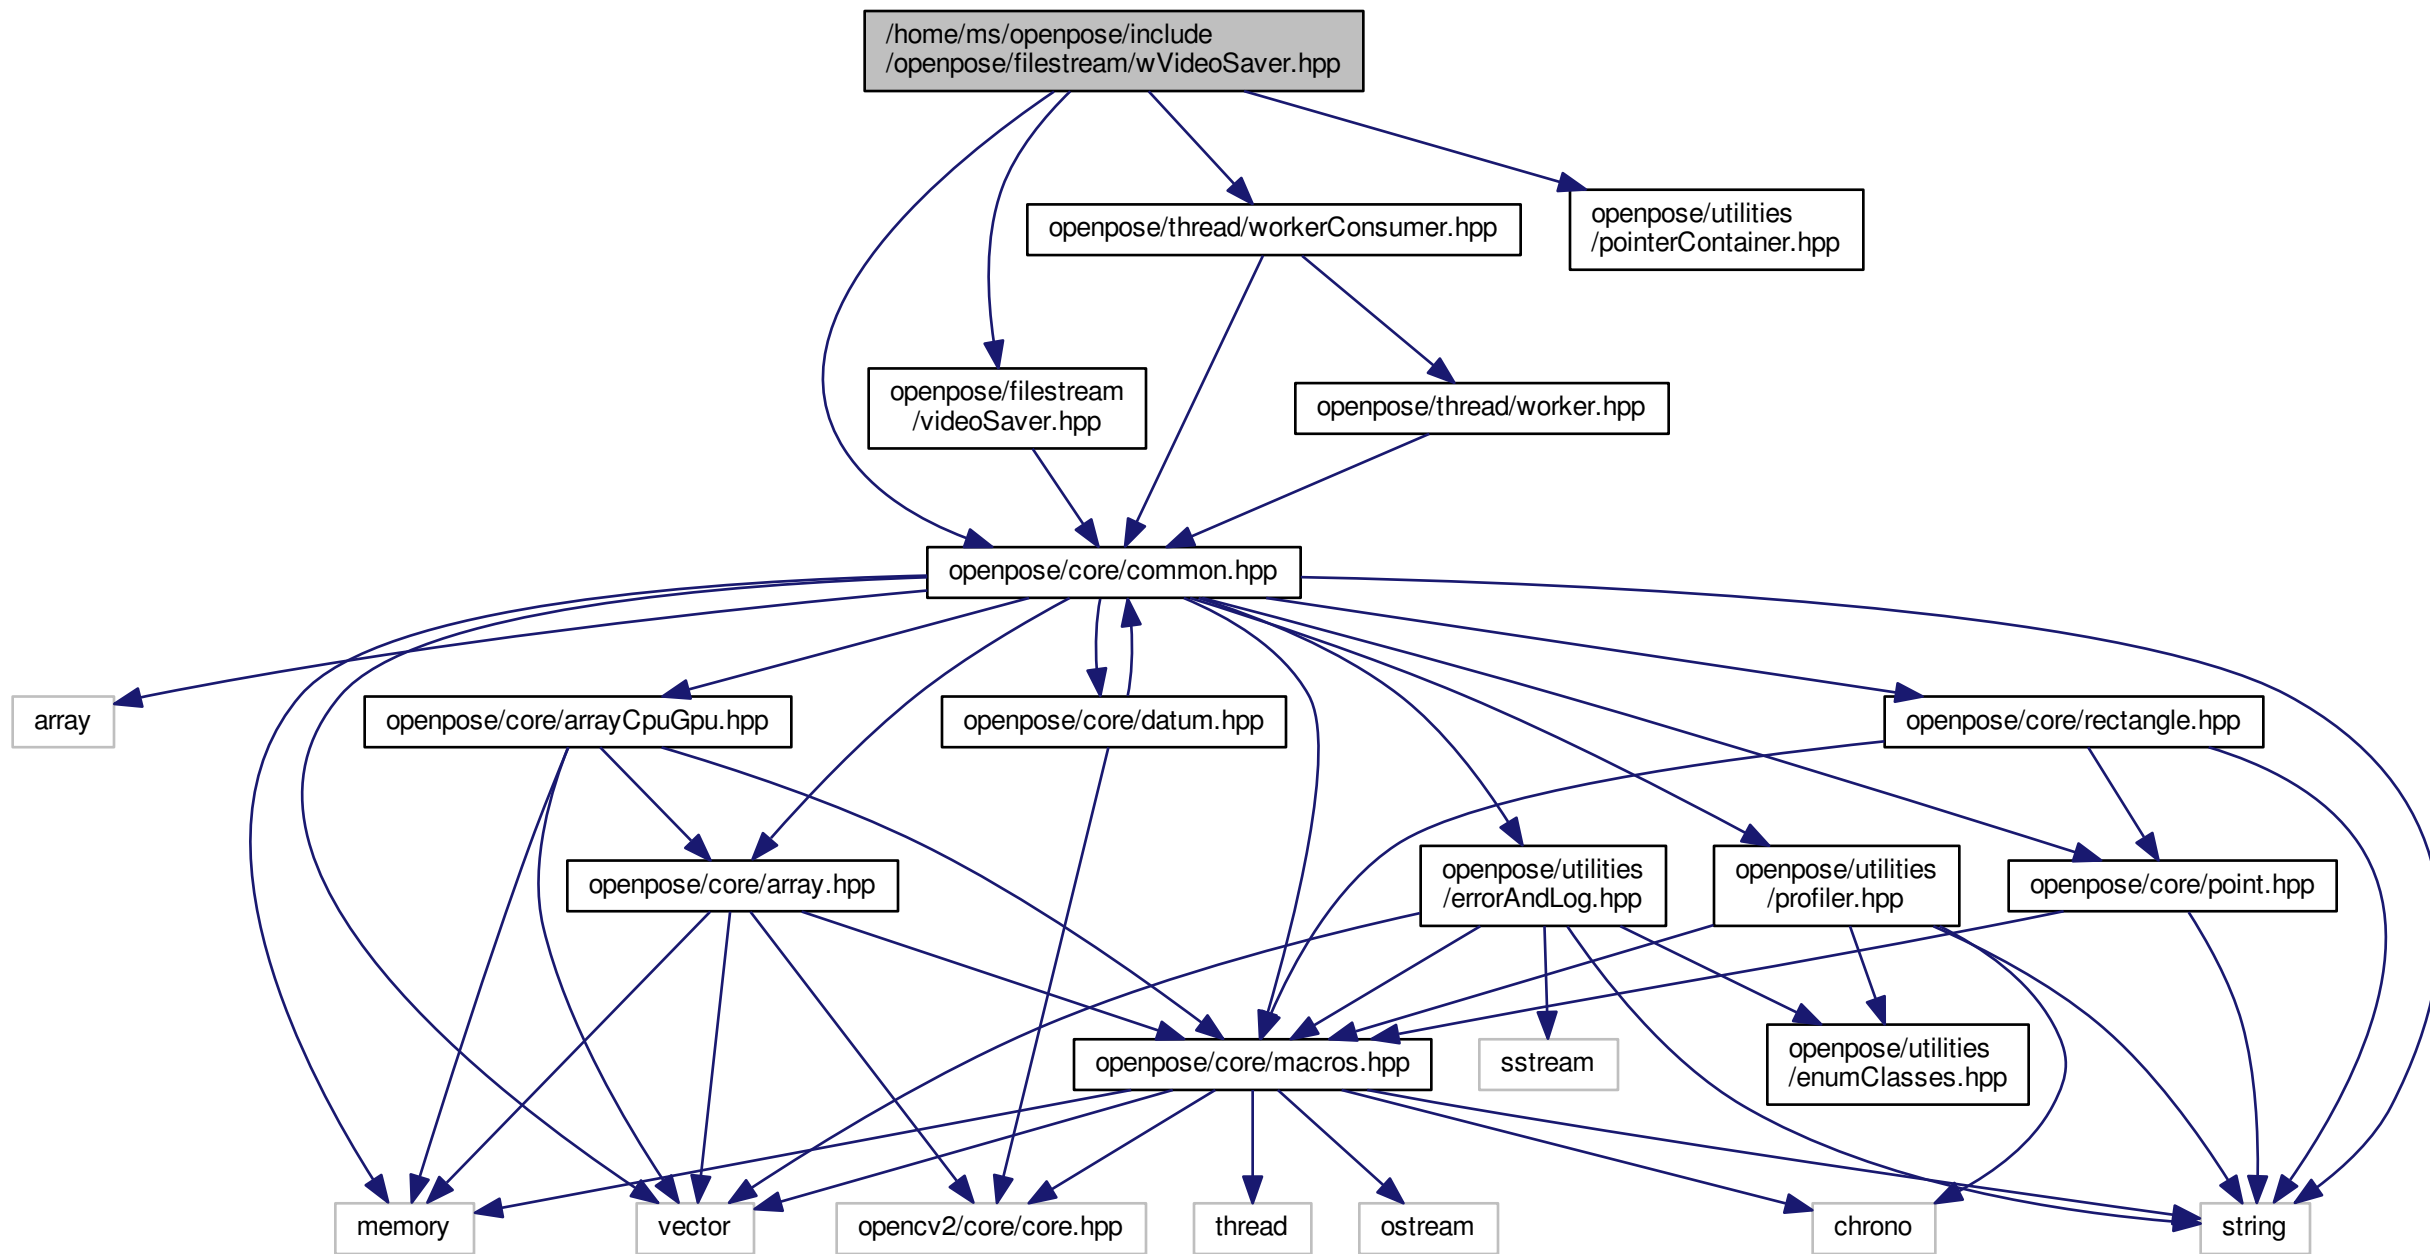 /home/ms/openpose/include
/openpose/filestream/wVideoSaver.hpp
openpose/thread/workerConsumer.hpp
openpose/utilities
/pointerContainer.hpp
openpose/filestream
/videoSaver.hpp
openpose/thread/worker.hpp
openpose/core/common.hpp
array
openpose/core/arrayCpuGpu.hpp
openpose/core/datum.hpp
openpose/core/rectangle.hpp
openpose/core/array.hpp
openpose/utilities
/errorAndLog.hpp
openpose/utilities
/profiler.hpp
openpose/core/point.hpp
openpose/core/macros.hpp
sstream
openpose/utilities
/enumClasses.hpp
memory
vector
opencv2/core/core.hpp
thread
ostream
chrono
string